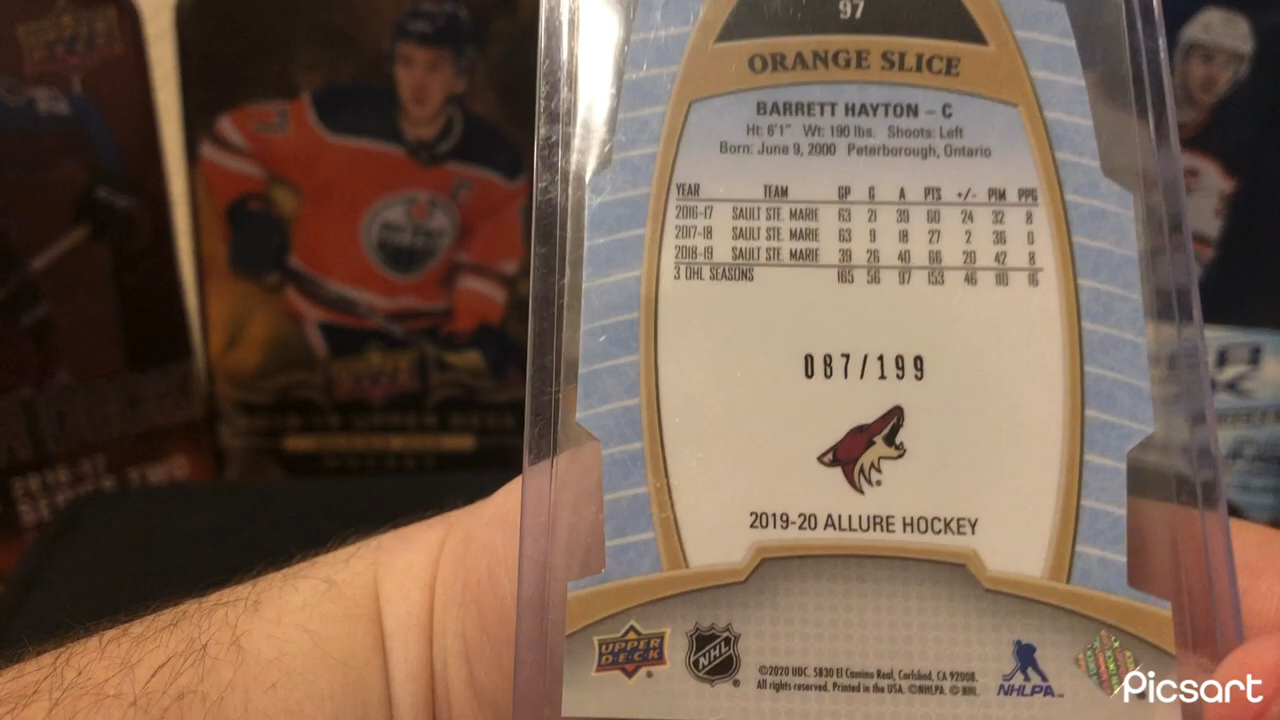 97
ORANGE SLICE
BARRETT HAYTON – C
Ht: 6'1" Wt: 190 lbs. Shoots: Left
Born: June 9, 2000 Peterborough, Ontario
YEAR TEAM GP G A PTS +/- PIM PPG
2016-17 SAULT STE. MARIE 63 21 39 60 24 32 8
2017-18 SAULT STE. MARIE 63 9 18 27 2 36 0
2018-19 SAULT STE. MARIE 39 26 40 66 20 42 8
3 OHL SEASONS 165 56 97 153 46 110 16
087/199
2019-20 ALLURE HOCKEY
UPPER DECK
NHL
©2020 UDC. 5830 El Camino Real, Carlsbad, CA 92008.
All rights reserved. Printed in the USA. ©NHLPA. © NHL
NHLPA
Picsart